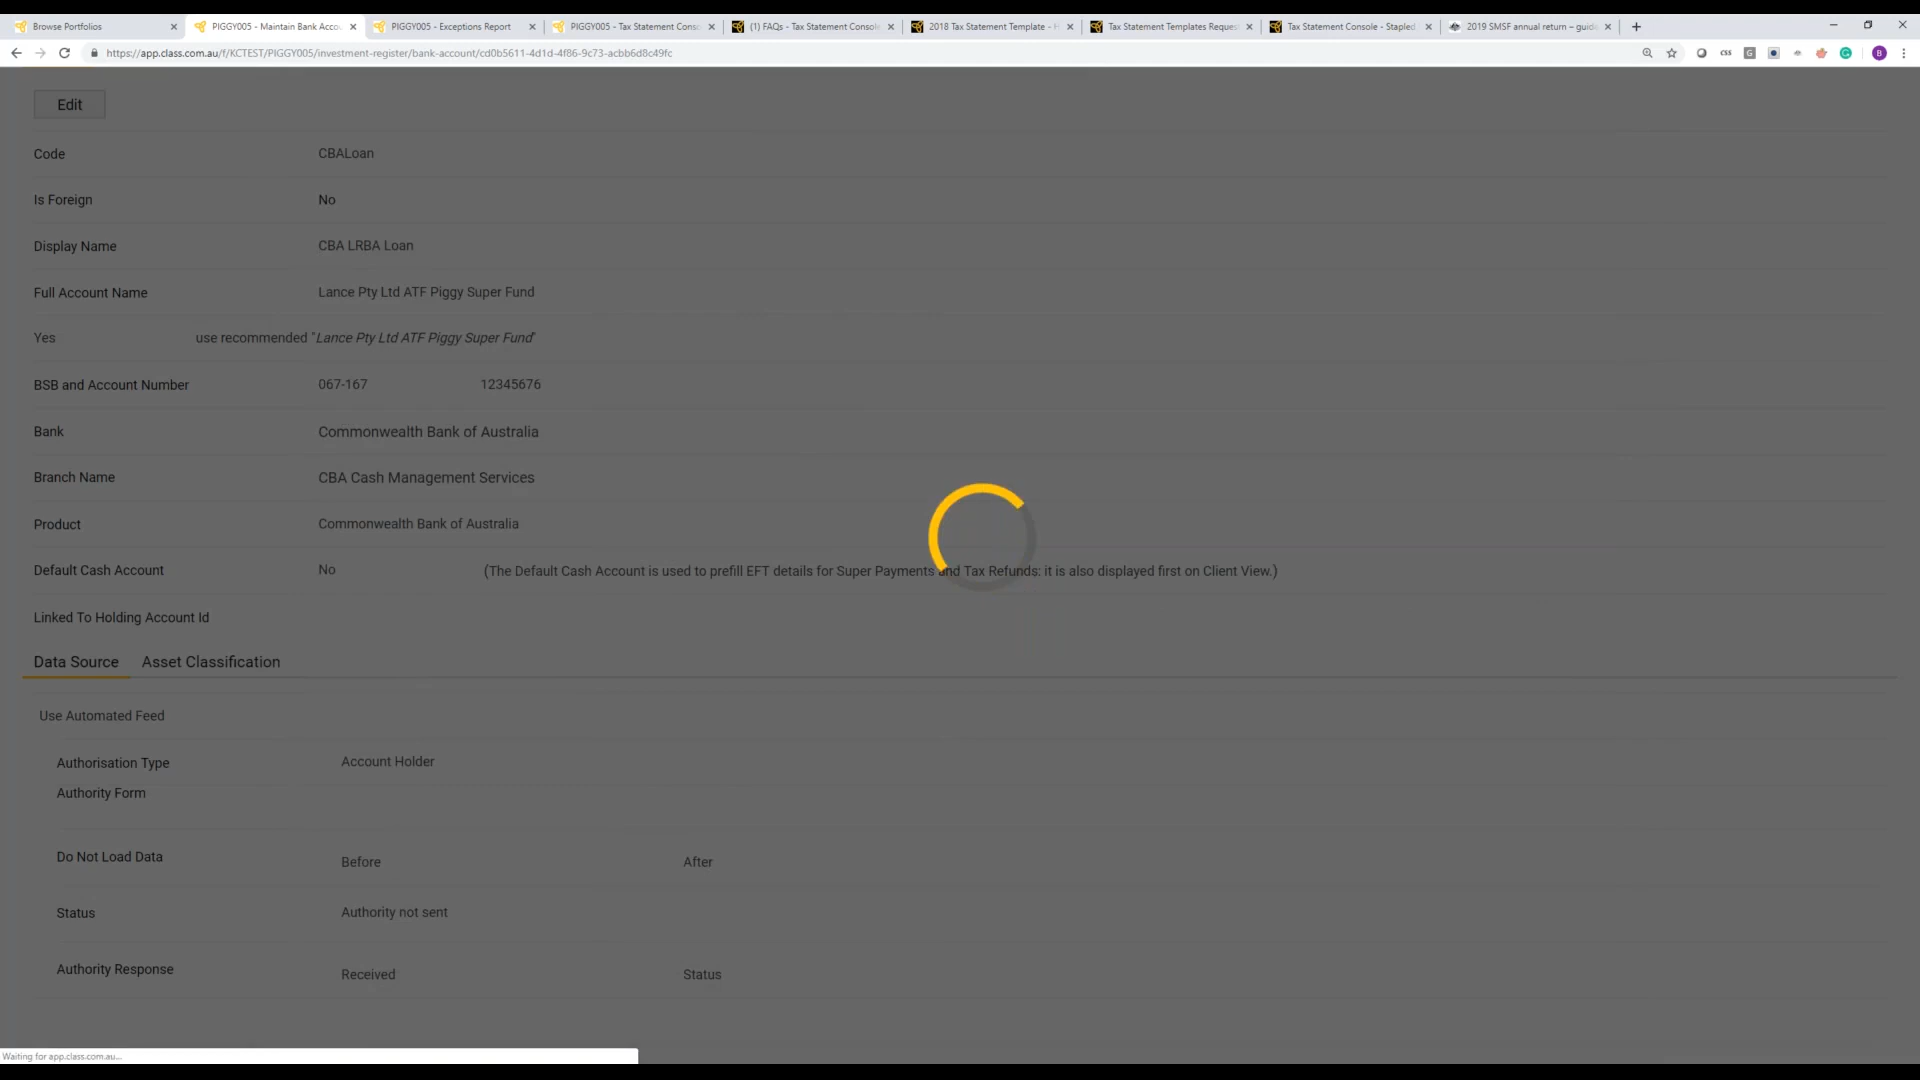 Browse Portfolios
PIGGY005 - Maintain Bank Acco
PIGGY005 - Exceptions Report
PIGGY005 - Tax Statement Conso
(1) FAQs - Tax Statement Console
2018 Tax Statement Template - H
Tax Statement Templates Reques
Tax Statement Console - Stapled
2019 SMSF annual return – guida
https://app.class.com.au/f/KCTEST/PIGGY005/investment-register/bank-account/cd0b5611-4d1d-4f86-9c73-acbb6d8c49fc
Edit
Code CBALoan
Is Foreign No
Display Name CBA LRBA Loan
Full Account Name Lance Pty Ltd ATF Piggy Super Fund
Yes use recommended "Lance Pty Ltd ATF Piggy Super Fund"
BSB and Account Number 067-167 12345676
Bank Commonwealth Bank of Australia
Branch Name CBA Cash Management Services
Product Commonwealth Bank of Australia
Default Cash Account No (The Default Cash Account is used to prefill EFT details for Super Payments and Tax Refunds: it is also displayed first on Client View.)
Linked To Holding Account Id
Data Source Asset Classification
Use Automated Feed
Authorisation Type Account Holder
Authority Form
Do Not Load Data Before After
Status Authority not sent
Authority Response Received Status
Waiting for app.class.com.au...